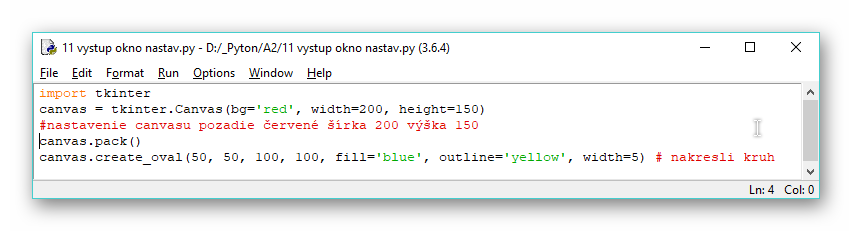 11 vystup okno nastav.py - D:/_Pyton/A2/11 vystup okno nastav.py (3.6.4)
File Edit Format Run Options Window Help
import tkinter
canvas = tkinter.Canvas(bg='red', width=200, height=150)
#nastavenie canvasu pozadie červené šírka 200 výška 150
canvas.pack()
canvas.create_oval(50, 50, 100, 100, fill='blue', outline='yellow', width=5) # nakresli kruh
Ln: 4 Col: 0